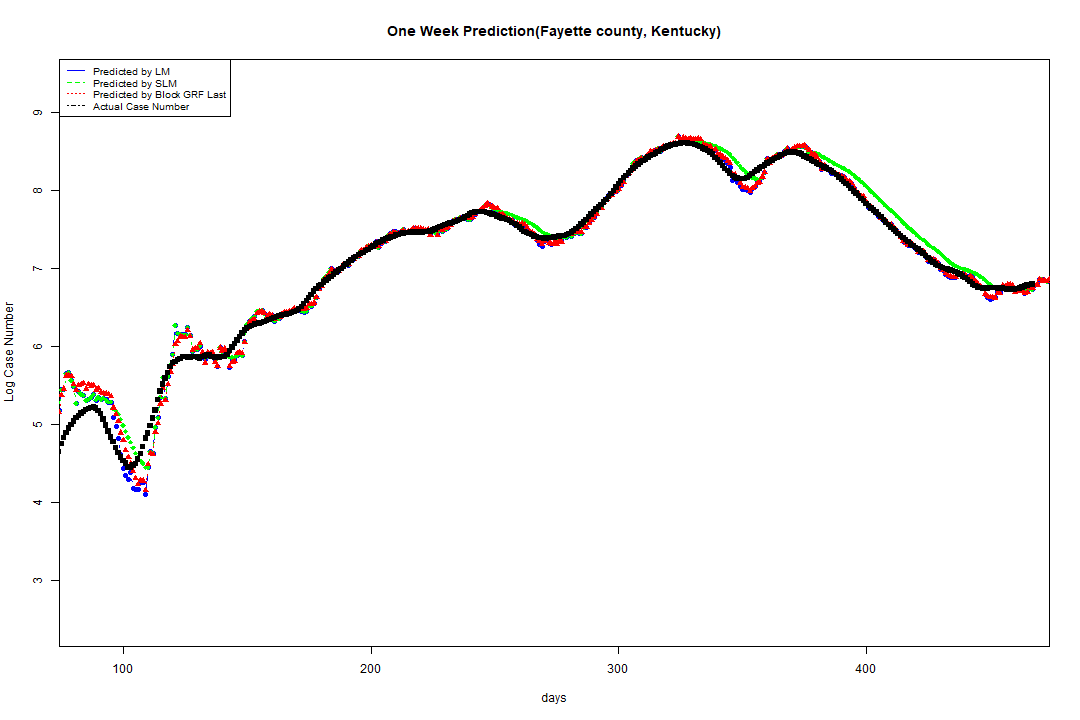 One Week Prediction(Fayette county, Kentucky)
Predicted by LM
Predicted by SLM
Predicted by Block GRF Last
Actual Case Number
9
8
7
6
5
4
3
Log Case Number
100 200 300 400
days